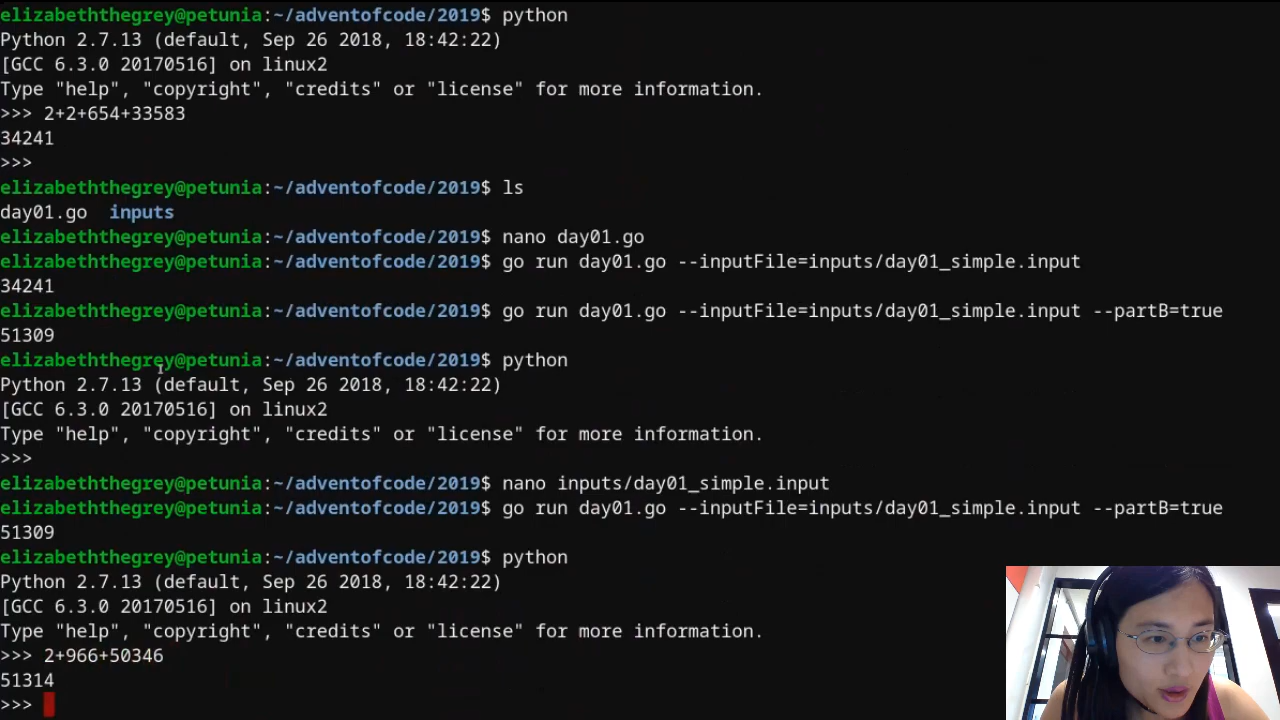 elizabeththegrey@petunia:~/adventofcode/2019$ python
Python 2.7.13 (default, Sep 26 2018, 18:42:22)
[GCC 6.3.0 20170516] on linux2
Type "help", "copyright", "credits" or "license" for more information.
>>> 2+2+654+33583
34241
>>>
elizabeththegrey@petunia:~/adventofcode/2019$ ls
day01.go  inputs
elizabeththegrey@petunia:~/adventofcode/2019$ nano day01.go
elizabeththegrey@petunia:~/adventofcode/2019$ go run day01.go --inputFile=inputs/day01_simple.input
34241
elizabeththegrey@petunia:~/adventofcode/2019$ go run day01.go --inputFile=inputs/day01_simple.input --partB=true
51309
elizabeththegrey@petunia:~/adventofcode/2019$ python
Python 2.7.13 (default, Sep 26 2018, 18:42:22)
[GCC 6.3.0 20170516] on linux2
Type "help", "copyright", "credits" or "license" for more information.
>>>
elizabeththegrey@petunia:~/adventofcode/2019$ nano inputs/day01_simple.input
elizabeththegrey@petunia:~/adventofcode/2019$ go run day01.go --inputFile=inputs/day01_simple.input --partB=true
51309
elizabeththegrey@petunia:~/adventofcode/2019$ python
Python 2.7.13 (default, Sep 26 2018, 18:42:22)
[GCC 6.3.0 20170516] on linux2
Type "help", "copyright", "credits" or "license" for more information.
>>> 2+966+50346
51314
>>>